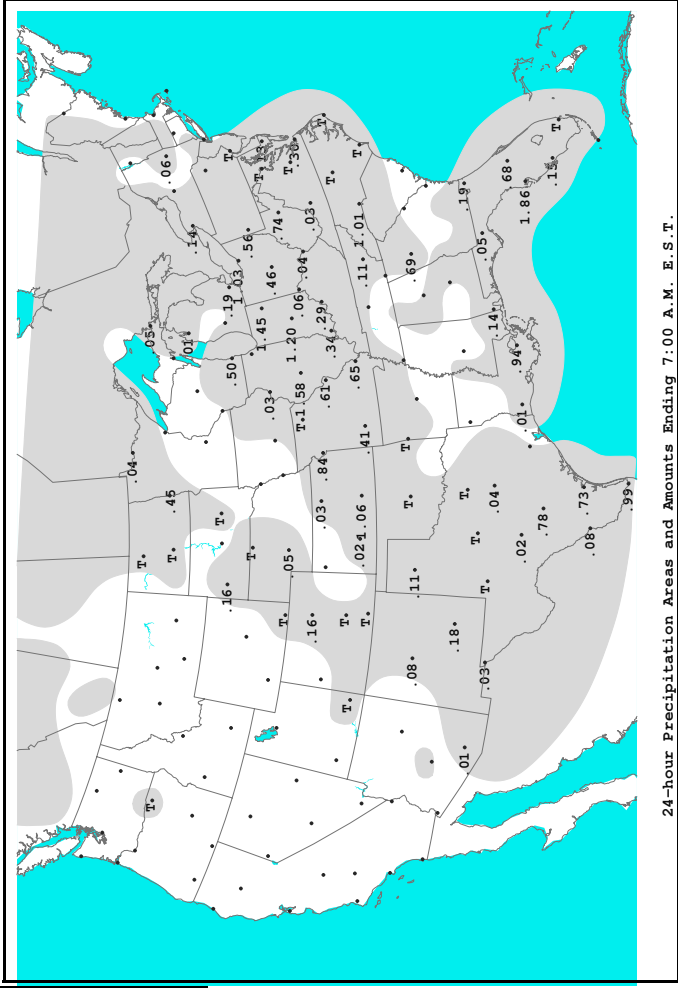 .04
T
.05
T
.06
.45
T
.01
.14
T
.16
.19
T
.50
1.03
.56
T
T
.13
1.45
.03
.46
.74
T
.05
T
1.20
.30
.06
T 1.58
.04
.03
.16
.29
.03
T
.84
.61
.34
T
T
T
.65
T
1.01
.02 1.06
.11
.41
T
T
T
.69
.08
.11
.18
.01
.19
T
T
.05
.03
T
.14
.04
.68
.94
.02
.01
1.86
.78
.15
T
.73
.08
.99
24-hour Precipitation Areas and Amounts Ending 7:00 A.M. E.S.T.